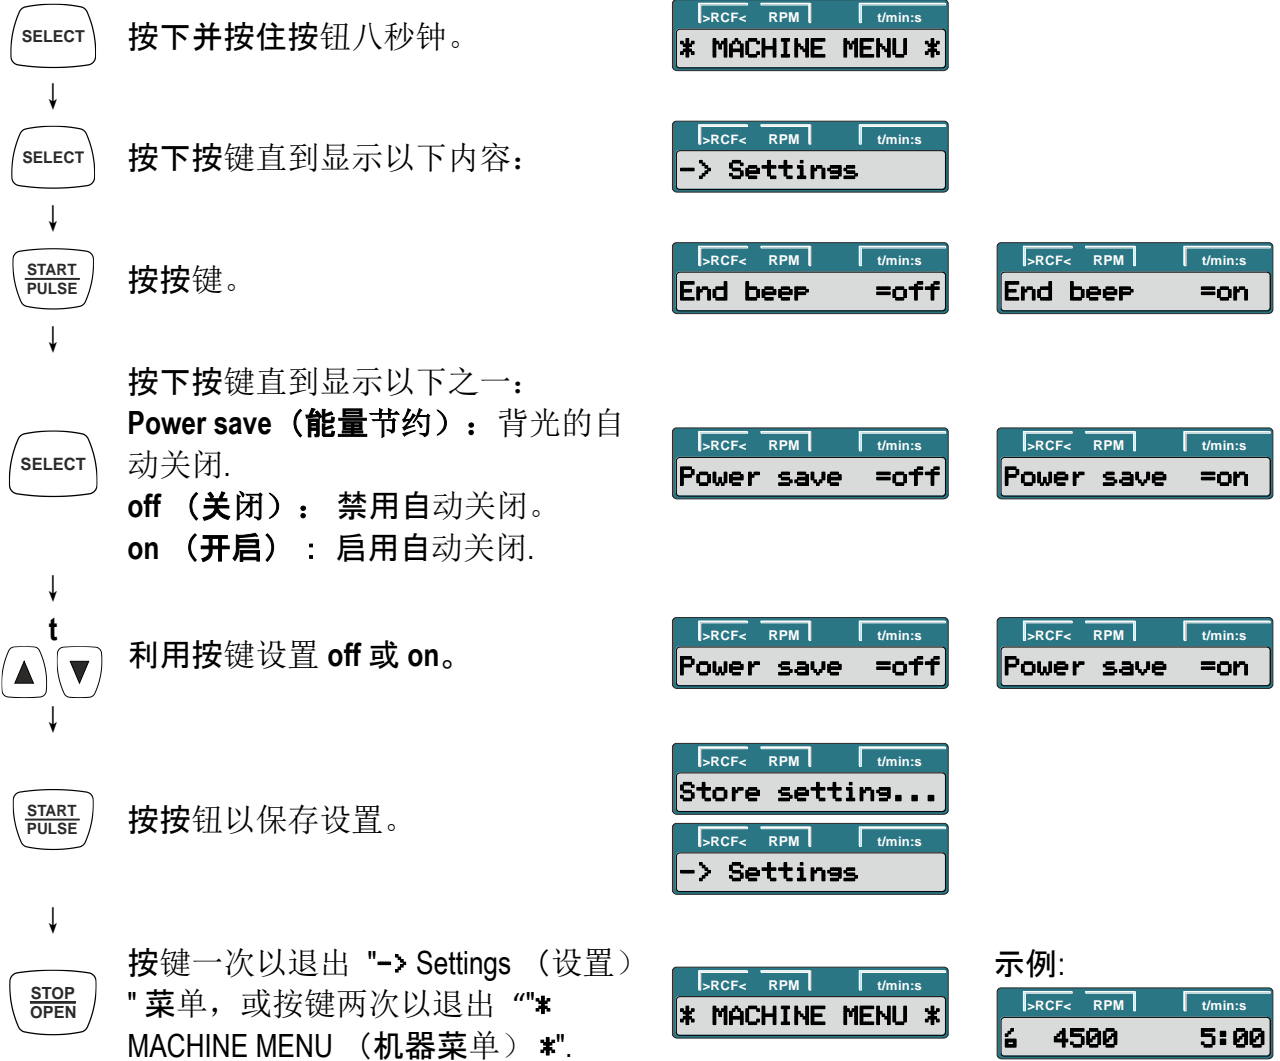 SELECT
按下并按住按钮八秒钟。
>RCF< RPM t/min:s
* MACHINE MENU *
SELECT
按下按键直到显示以下内容：
>RCF< RPM t/min:s
-> Settings
START
PULSE
按按键。
>RCF< RPM t/min:s
End beep =off
>RCF< RPM t/min:s
End beep =on
SELECT
按下按键直到显示以下之一：
Power save（能量节约）：背光的自
动关闭.
off （关闭）： 禁用自动关闭。
on （开启） : 启用自动关闭.
>RCF< RPM t/min:s
Power save =off
>RCF< RPM t/min:s
Power save =on
t
利用按键设置 off 或 on。
>RCF< RPM t/min:s
Power save =off
>RCF< RPM t/min:s
Power save =on
START
PULSE
按按钮以保存设置。
>RCF< RPM t/min:s
Store setting...
>RCF< RPM t/min:s
-> Settings
STOP
OPEN
按键一次以退出 "-> Settings （设置）
" 菜单，或按键两次以退出 “"*
MACHINE MENU （机器菜单） *".
>RCF< RPM t/min:s
* MACHINE MENU *
示例:
>RCF< RPM t/min:s
4500 5:00